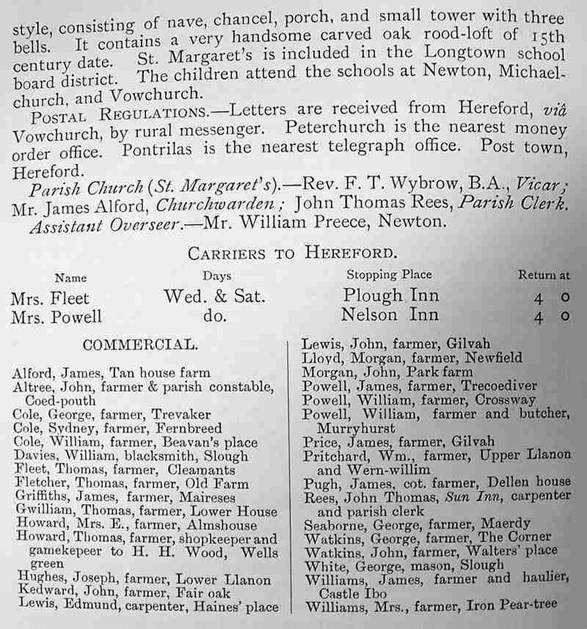 style, consisting of nave, chancel, porch, and small tower with three
bells. It contains a very handsome carved oak rood-loft of 15th
century date. St. Margaret's is included in the Longtown school
board district. The children attend the schools at Newton, Michael-
church, and Vowchurch.
POSTAL REGULATIONS.—Letters are received from Hereford, viâ
Vowchurch, by rural messenger. Peterchurch is the nearest money
order office. Pontrilas is the nearest telegraph office. Post town,
Hereford.
Parish Church (St. Margaret's).—Rev. F. T. Wybrow, B.A., Vicar;
Mr. James Alford, Churchwarden; John Thomas Rees, Parish Clerk.
Assistant Overseer.—Mr. William Preece, Newton.
CARRIERS TO HEREFORD.
Name Days Stopping Place Return at
Mrs. Fleet Wed. & Sat. Plough Inn 4 0
Mrs. Powell do. Nelson Inn 4 0
COMMERCIAL.
Alford, James, Tan house farm
Altree, John, farmer & parish constable,
Coed-pouth
Cole, George, farmer, Trevaker
Cole, Sydney, farmer, Fernbreed
Cole, William, farmer, Beavan's place
Davies, William, blacksmith, Slough
Fleet, Thomas, farmer, Cleamants
Fletcher, Thomas, farmer, Old Farm
Griffiths, James, farmer, Maireses
Gwilliam, Thomas, farmer, Lower House
Howard, Mrs. E., farmer, Almshouse
Howard, Thomas, farmer, shopkeeper and
gamekepeer to H. H. Wood, Wells
green
Hughes, Joseph, farmer, Lower Llanon
Kedward, John, farmer, Fair oak
Lewis, Edmund, carpenter, Haines' place
Lewis, John, farmer, Gilvah
Lloyd, Morgan, farmer, Newfield
Morgan, John, Park farm
Powell, James, farmer, Trecoediver
Powell, William, farmer, Crossway
Powell, William, farmer and butcher,
Murryhurst
Price, James, farmer, Gilvah
Pritchard, Wm., farmer, Upper Llanon
and Wern-willim
Pugh, James, cot. farmer, Dellen house
Rees, John Thomas, Sun Inn, carpenter
and parish clerk
Seaborne, George, farmer, Maerdy
Watkins, George, farmer, The Corner
Watkins, John, farmer, Walters' place
White, George, mason, Slough
Williams, James, farmer and haulier,
Castle Ibo
Williams, Mrs., farmer, Iron Pear-tree